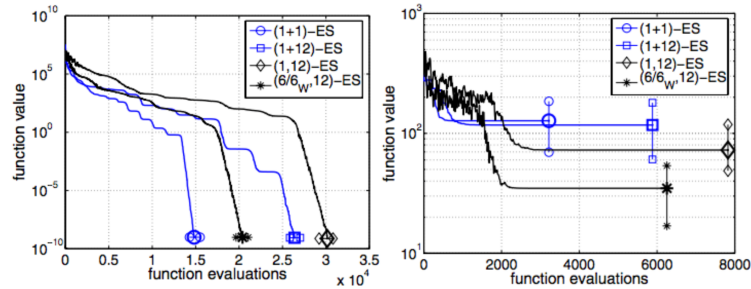 10^10
10^5
10^0
10^-5
10^-10
function value
(1+1)-ES
(1+12)-ES
(1,12)-ES
(6/6_W,12)-ES
0 0.5 1 1.5 2 2.5 3 3.5
function evaluations
x 10^4
10^3
10^2
10^1
function value
(1+1)-ES
(1+12)-ES
(1,12)-ES
(6/6_W,12)-ES
0 2000 4000 6000 8000
function evaluations